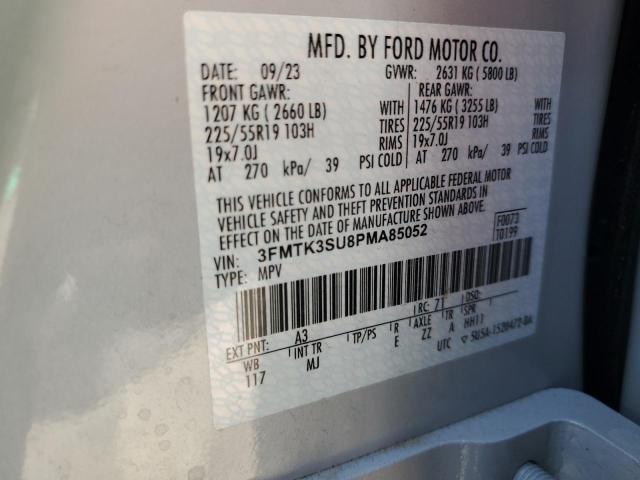 MFD. BY FORD MOTOR CO.
DATE: 09/23 GVWR: 2631 KG ( 5800 LB)
FRONT GAWR: REAR GAWR:
1207 KG ( 2660 LB) WITH 1476 KG ( 3255 LB) WITH
225/55R19 103H TIRES 225/55R19 103H TIRES
19x7.0J RIMS 19x7.0J RIMS
AT 270 kPa/ 39 PSI COLD AT 270 kPa/ 39 PSI COLD
THIS VEHICLE CONFORMS TO ALL APPLICABLE FEDERAL MOTOR
VEHICLE SAFETY AND THEFT PREVENTION STANDARDS IN
EFFECT ON THE DATE OF MANUFACTURE SHOWN ABOVE.
VIN: 3FMTK3SU8PMA85052 F0073
TYPE: MPV T0199
EXT PNT: A3 RC: 71 DSO:
WB INT TR TP/PS R AXLE TR SPR
117 MJ E ZZ A HH11
UTC